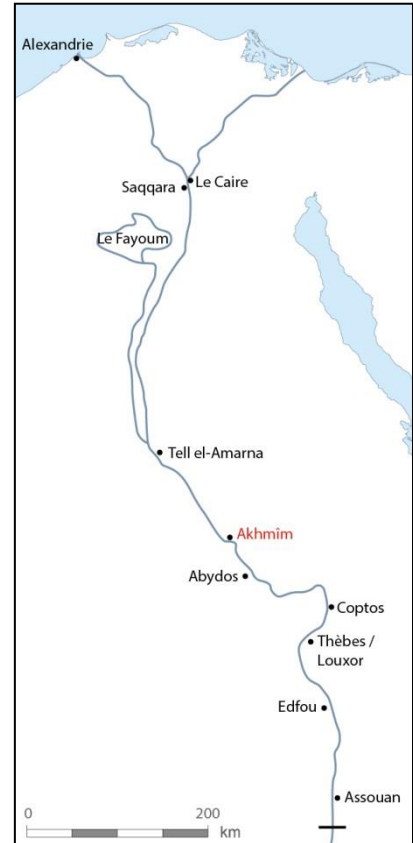 Alexandrie
Le Caire
Saqqara
Le Fayoum
Tell el-Amarna
Akhmîm
Abydos
Coptos
Thèbes /
Louxor
Edfou
Assouan
0 200
km